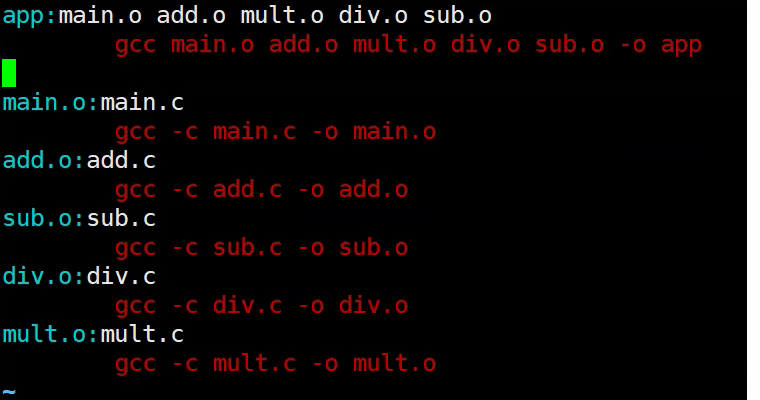 app:main.o add.o mult.o div.o sub.o
        gcc main.o add.o mult.o div.o sub.o -o app

main.o:main.c
        gcc -c main.c -o main.o
add.o:add.c
        gcc -c add.c -o add.o
sub.o:sub.c
        gcc -c sub.c -o sub.o
div.o:div.c
        gcc -c div.c -o div.o
mult.o:mult.c
        gcc -c mult.c -o mult.o
~